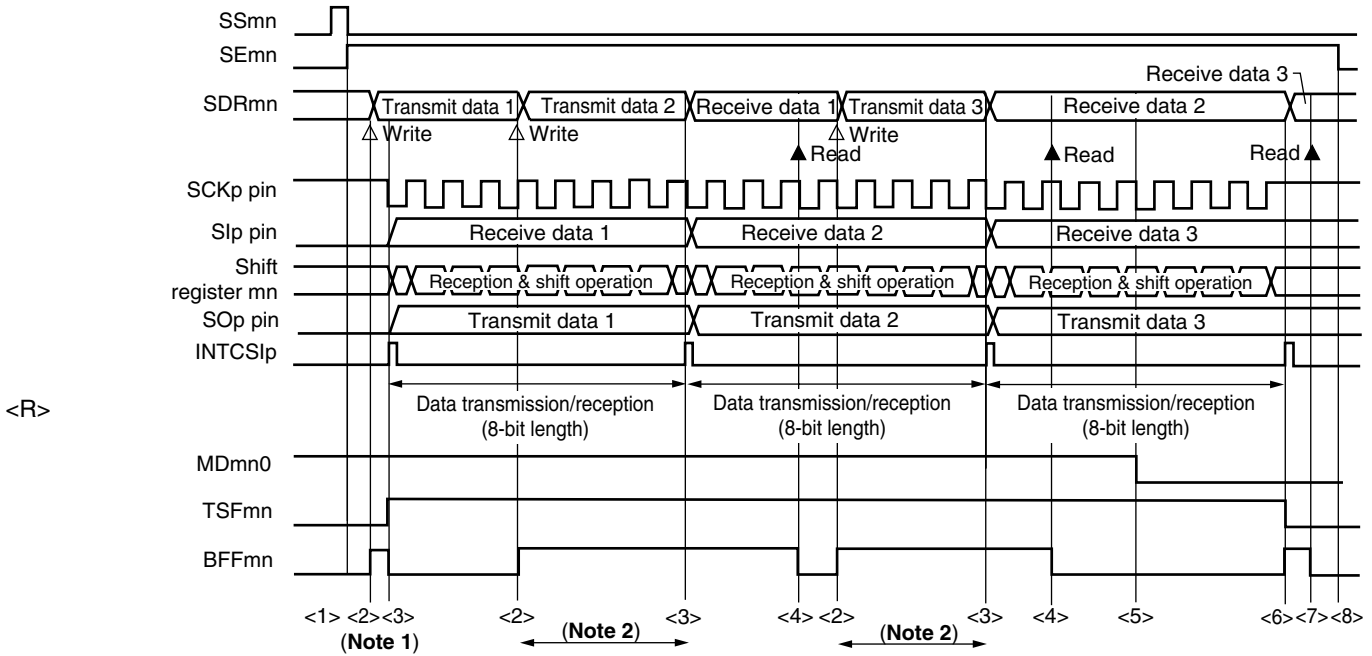 SSmn
SEmn
Receive data 3
SDRmn
Transmit data 1
Transmit data 2
Receive data 1
Transmit data 3
Receive data 2
Write
Write
Write
Read
Read
Read
SCKp pin
SIp pin
Receive data 1
Receive data 2
Receive data 3
Shift
register mn
Reception & shift operation
Reception & shift operation
Reception & shift operation
SOp pin
Transmit data 1
Transmit data 2
Transmit data 3
INTCSIp
<R>
Data transmission/reception
(8-bit length)
Data transmission/reception
(8-bit length)
Data transmission/reception
(8-bit length)
MDmn0
TSFmn
BFFmn
<1> <2> <3> <2> <3> <4> <2> <3> <4> <5> <6> <7> <8>
(Note 1)
(Note 2)
(Note 2)